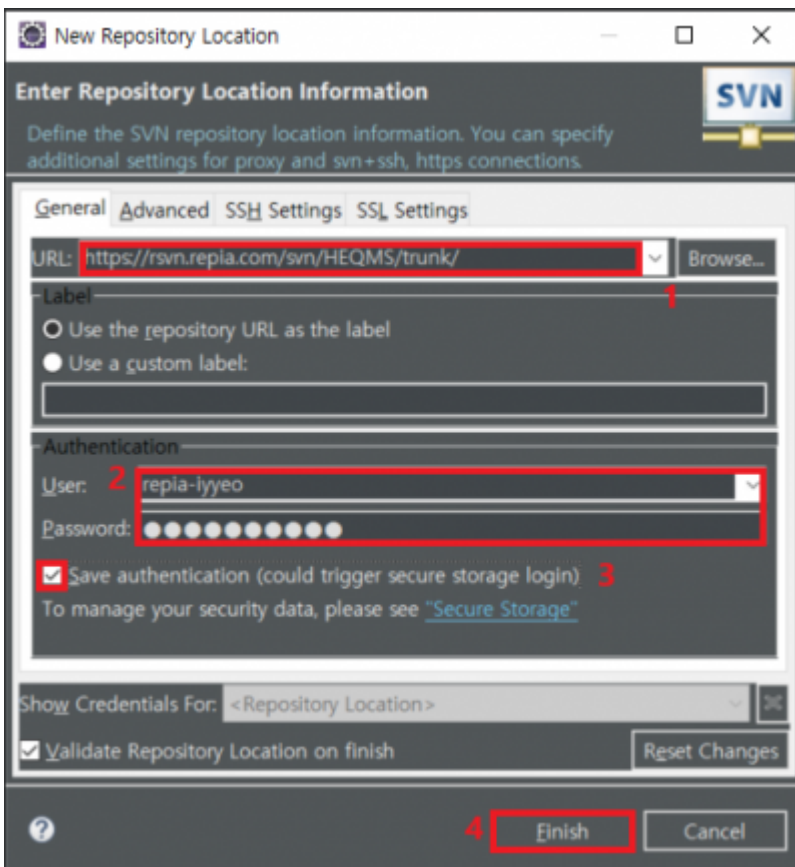 New Repository Location
Enter Repository Location Information
SVN
Define the SVN repository location information. You can specify
additional settings for proxy and svn+ssh, https connections.
General Advanced SSH Settings SSL Settings
URL: https://rsvn.repia.com/svn/HEQMS/trunk/ Browse...
1
Label
Use the repository URL as the label
Use a custom label:
Authentication
User: 2 repia-iyyeo
Password: ●●●●●●●●●●
Save authentication (could trigger secure storage login) 3
To manage your security data, please see "Secure Storage"
Show Credentials For: <Repository Location>
Validate Repository Location on finish Reset Changes
4 Finish Cancel